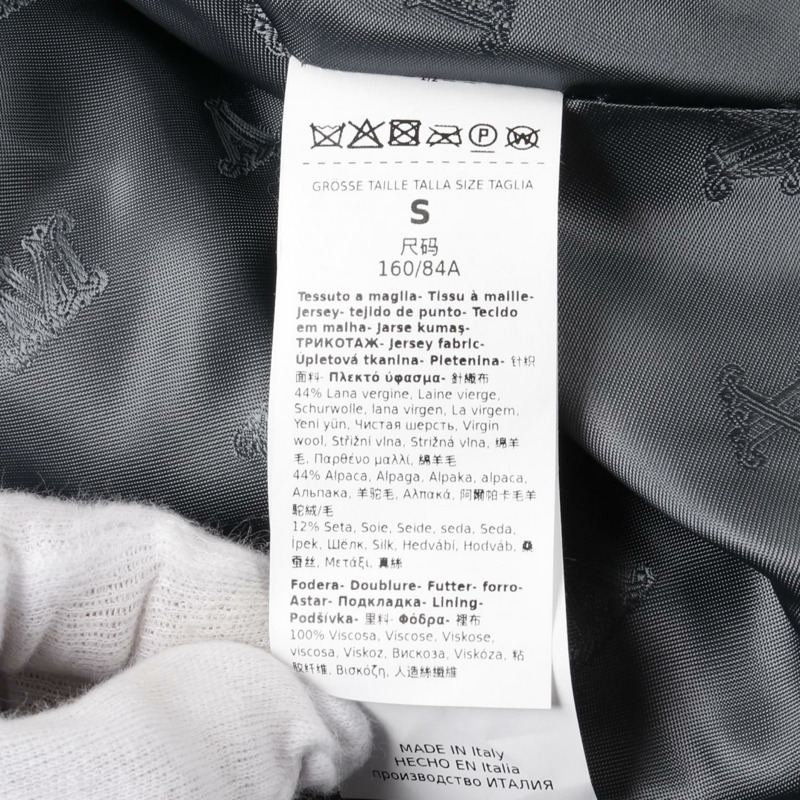 GRÖSSE TAILLE TALLA SIZE TAGLIA
S
尺码
160/84A
Tessuto a maglia- Tissu à maille-
Jersey- tejido de punto- Tecido
em malha- Jarse kumaş-
ТРИКОТАЖ- Jersey fabric-
Úpletová tkanina- Pletenina- 针织
面料- Πλεκτό ύφασμα- 針織布
44% Lana vergine, Laine vierge,
Schurwolle, lana virgen, La virgem,
Yeni yün, Чистая шерсть, Virgin
wool, Střižní vlna, Strižná vlna, 绵羊
毛, Παρθένο μαλλί, 綿羊毛
44% Alpaca, Alpaga, Alpaka, alpaca,
Альпака, 羊驼毛, Αλπακά, 阿爾帕卡毛羊
駝絨/毛
12% Seta, Soie, Seide, seda, Seda,
İpek, Шёлк, Silk, Hedvábí, Hodváb, 桑
蚕丝, Μετάξι, 真絲
Fodera- Doublure- Futter- forro-
Astar- Подкладка- Lining-
Podšívka- 里料- Φόδρα- 裡布
100% Viscosa, Viscose, Viskose,
viscosa, Viskoz, Вискоза, Viskóza, 粘
胶纤维, Βισκόζη, 人造絲纖維
MADE IN Italy
HECHO EN Italia
производство ИТАЛИЯ